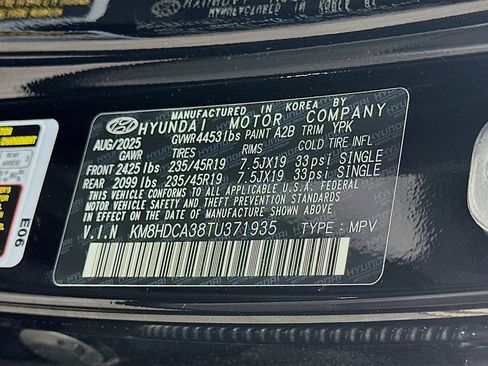 MANUFACTURED IN KOREA BY
HYUNDAI MOTOR COMPANY
AUG/2025 GVWR4453lbs PAINT A2B TRIM YPK
GAWR TIRES RIMS COLD TIRE INFL
FRONT 2425lbs 235/45R19 7.5JX19 33psi SINGLE
REAR 2099lbs 235/45R19 7.5JX19 33psi SINGLE
THIS VEHICLE CONFORMS TO ALL APPLICABLE U.S.A. FEDERAL
MOTOR VEHICLE SAFETY AND THEFT PREVENTION STANDARDS
IN EFFECT ON THE DATE OF MANUFACTURE SHOWN ABOVE.
V.I.N KM8HDCA38TU371935 TYPE: MPV
E06